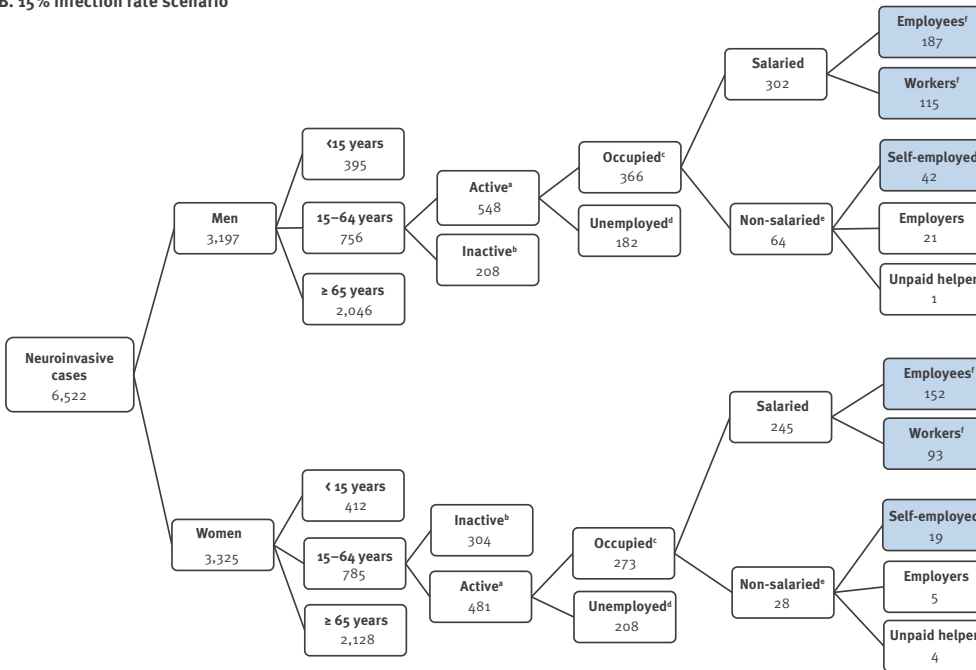 B. 15% infection rate scenario
Employeesᶠ
187
Salaried
302
Workersᶠ
115
<15 years
395
Occupiedᶜ
366
Self-employed
42
Activeᵃ
548
Men
3,197
15–64 years
756
Unemployedᵈ
182
Non-salariedᵉ
64
Employers
21
Inactiveᵇ
208
Unpaid helper
1
≥ 65 years
2,046
Neuroinvasive
cases
6,522
Employeesᶠ
152
Salaried
245
Workersᶠ
93
< 15 years
412
Inactiveᵇ
304
Self-employed
19
Women
3,325
15–64 years
785
Occupiedᶜ
273
Activeᵃ
481
Non-salariedᵉ
28
Employers
5
Unemployedᵈ
208
≥ 65 years
2,128
Unpaid helper
4